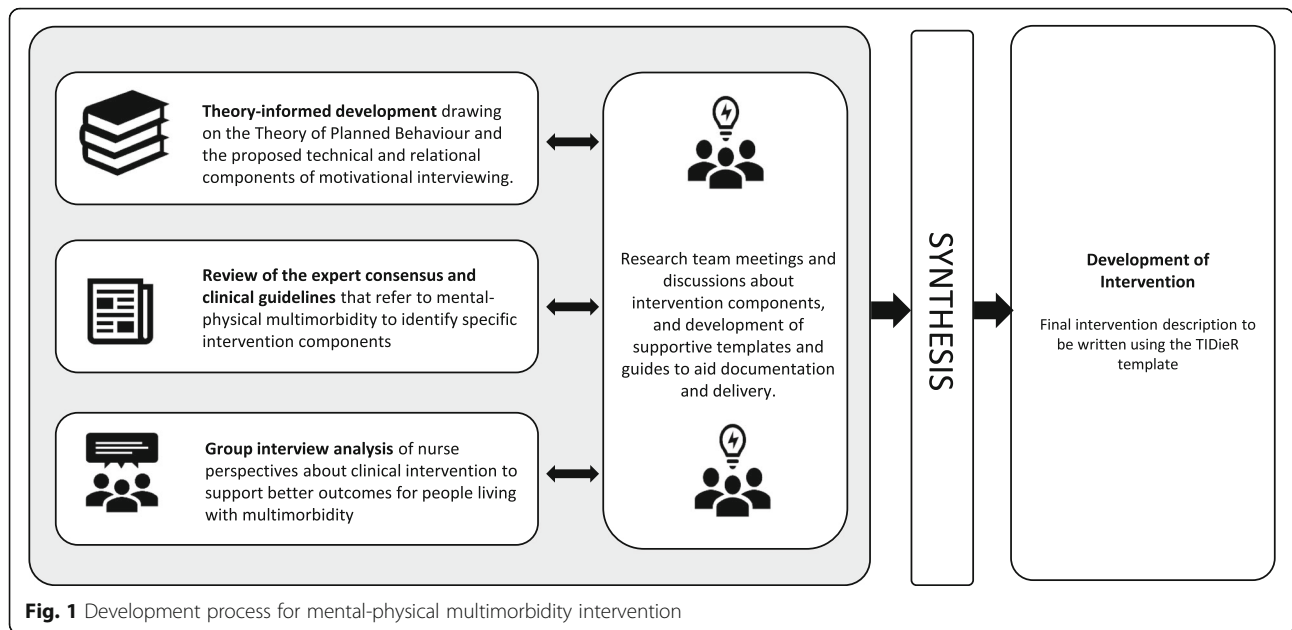 Theory-informed development drawing
on the Theory of Planned Behaviour and
the proposed technical and relational
components of motivational interviewing.
Review of the expert consensus and
clinical guidelines that refer to mental-
physical multimorbidity to identify specific
intervention components
Group interview analysis of nurse
perspectives about clinical intervention to
support better outcomes for people living
with multimorbidity
Research team meetings and
discussions about
intervention components,
and development of
supportive templates and
guides to aid documentation
and delivery.
SYNTHESIS
Development of
Intervention
Final intervention description to
be written using the TIDieR
template
Fig. 1 Development process for mental-physical multimorbidity intervention